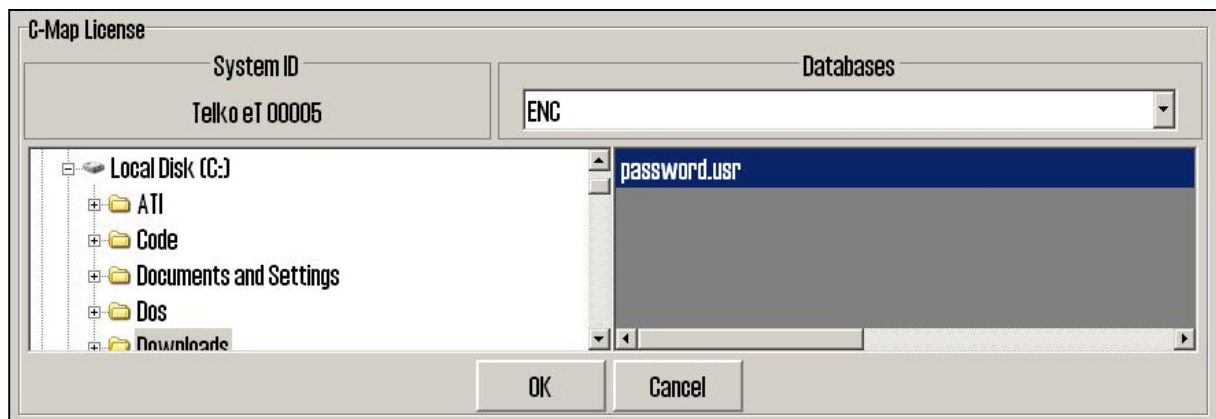 C-Map License
System ID
Databases
Telko eT 00005
ENC
Local Disk (C:)
password.usr
ATI
Code
Documents and Settings
Dos
Downloads
OK
Cancel